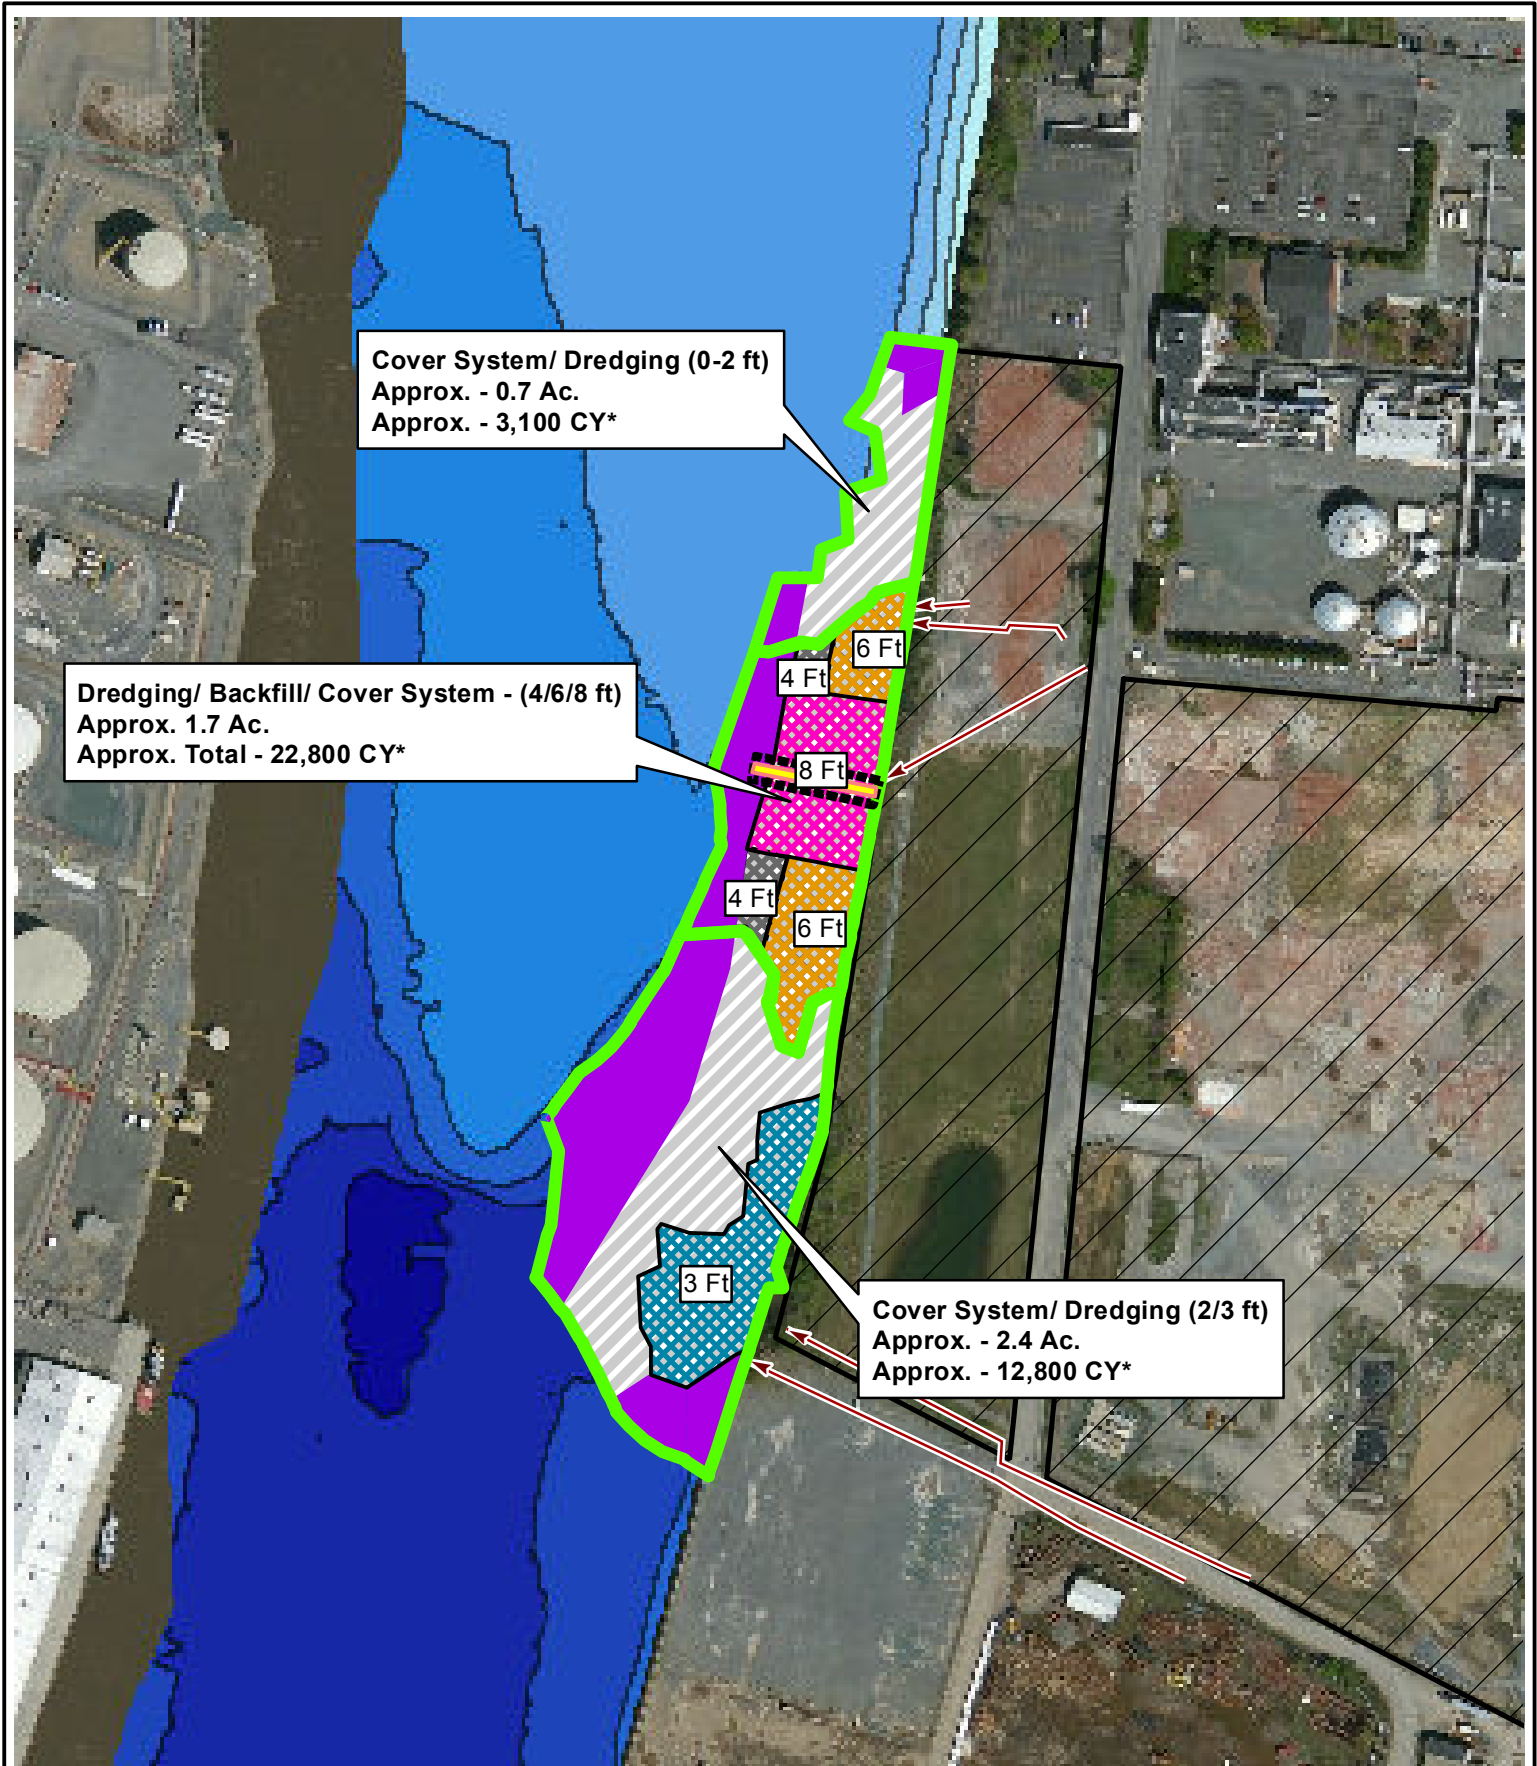 Cover System/ Dredging (0-2 ft)
Approx. - 0.7 Ac.
Approx. - 3,100 CY*
6 Ft
4 Ft
Dredging/ Backfill/ Cover System - (4/6/8 ft)
Approx. 1.7 Ac.
Approx. Total - 22,800 CY*
8 Ft
4 Ft
6 Ft
3 Ft
Cover System/ Dredging (2/3 ft)
Approx. - 2.4 Ac.
Approx. - 12,800 CY*